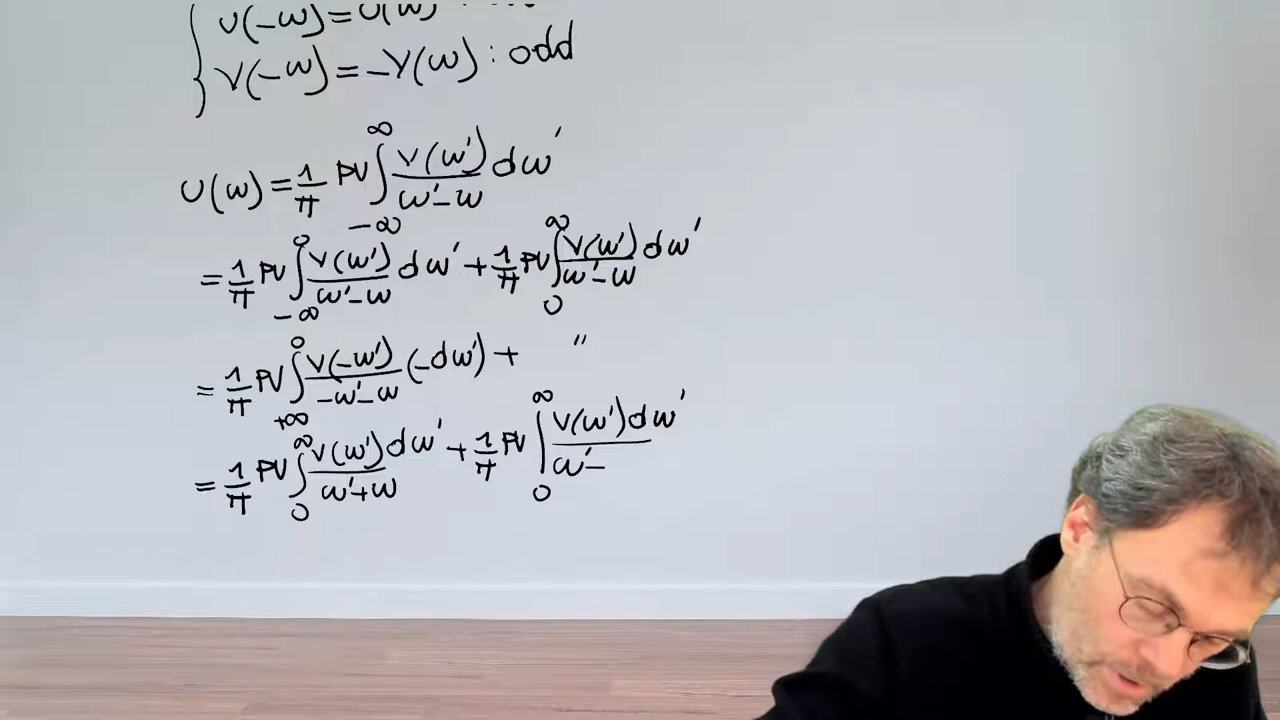 U(-ω)=U(ω)
V(-ω)=-V(ω): odd
U(ω)=1/π PV∫_{-∞}^{∞} V(ω')/(ω'-ω) dω'
=1/π PV∫_{-∞}^{0} V(ω')/(ω'-ω) dω' + 1/π PV∫_{0}^{∞} V(ω')/(ω'-ω) dω'
=1/π PV∫_{+∞}^{0} V(-ω')/(-ω'-ω) (-dω') + "
=1/π PV∫_{0}^{∞} V(ω')dω'/(ω'+ω) + 1/π PV∫_{0}^{∞} V(ω')dω'/(ω'-